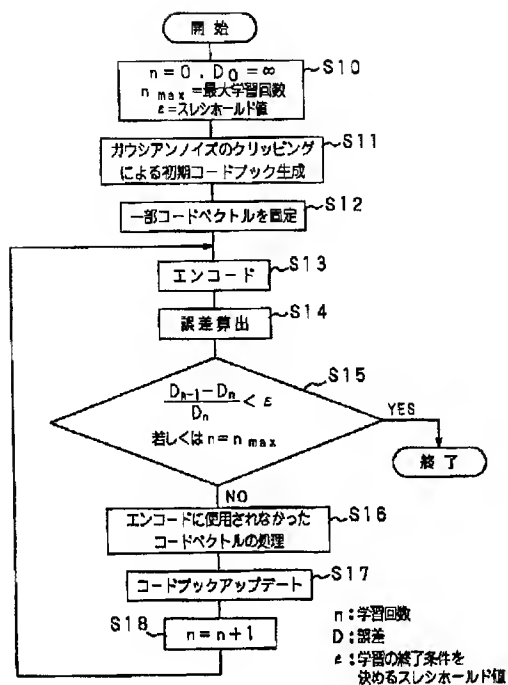 開始
n=0,D0=∞
nmax=最大学習回数
ε=スレシホールド値
S10
ガウシアンノイズのクリッピング
による初期コードブック生成
S11
一部コードベクトルを固定
S12
エンコード
S13
誤差算出
S14
Dn-1-Dn
Dn
<ε
若しくは n=nmax
S15
YES
終了
NO
エンコードに使用されなかった
コードベクトルの処理
S16
コードブックアップデート
S17
S18
n=n+1
n:学習回数
D:誤差
ε:学習の終了条件を
決めるスレシホールド値